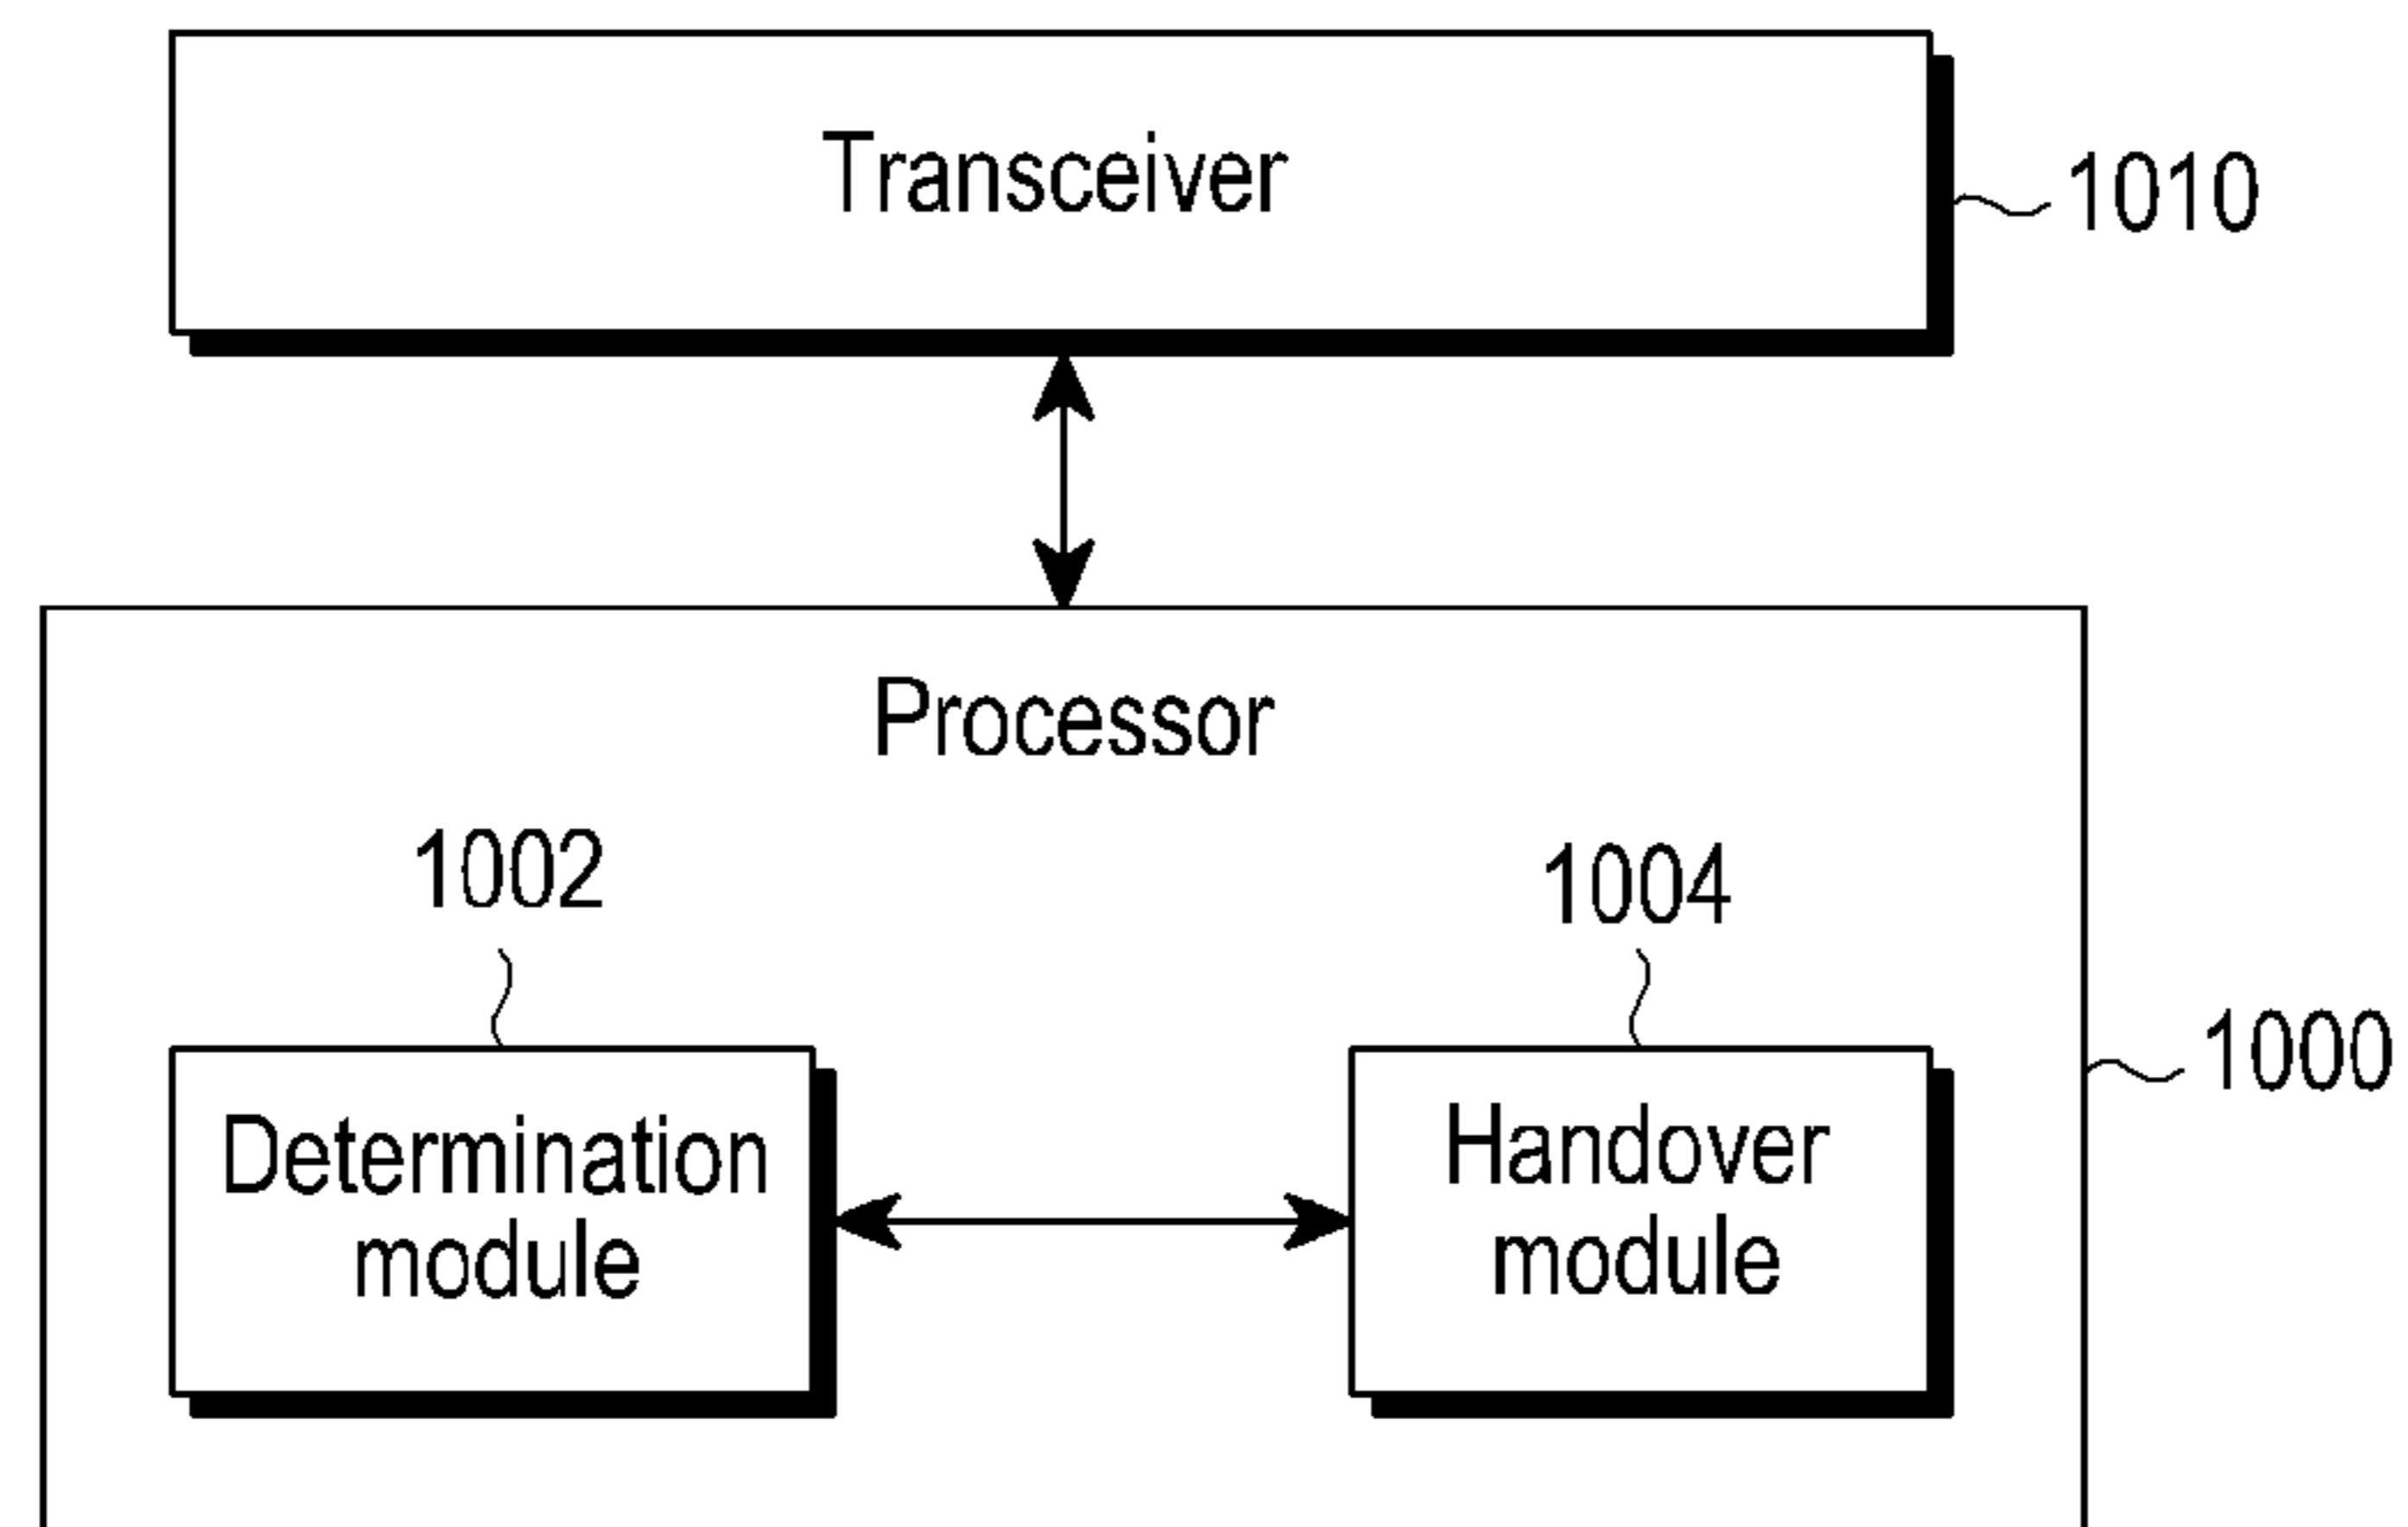 Transceiver
1010
Processor
1002
1004
1000
Determination
module
Handover
module